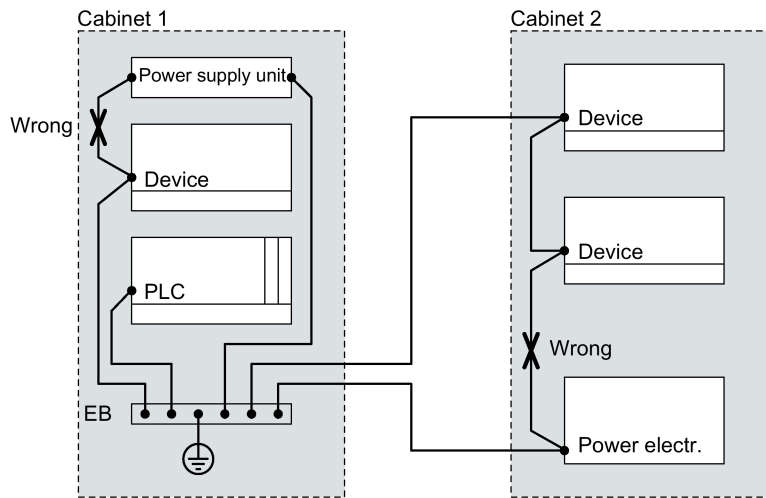 Cabinet 1
Cabinet 2
Power supply unit
Wrong
Device
Device
Device
PLC
Wrong
EB
Power electr.